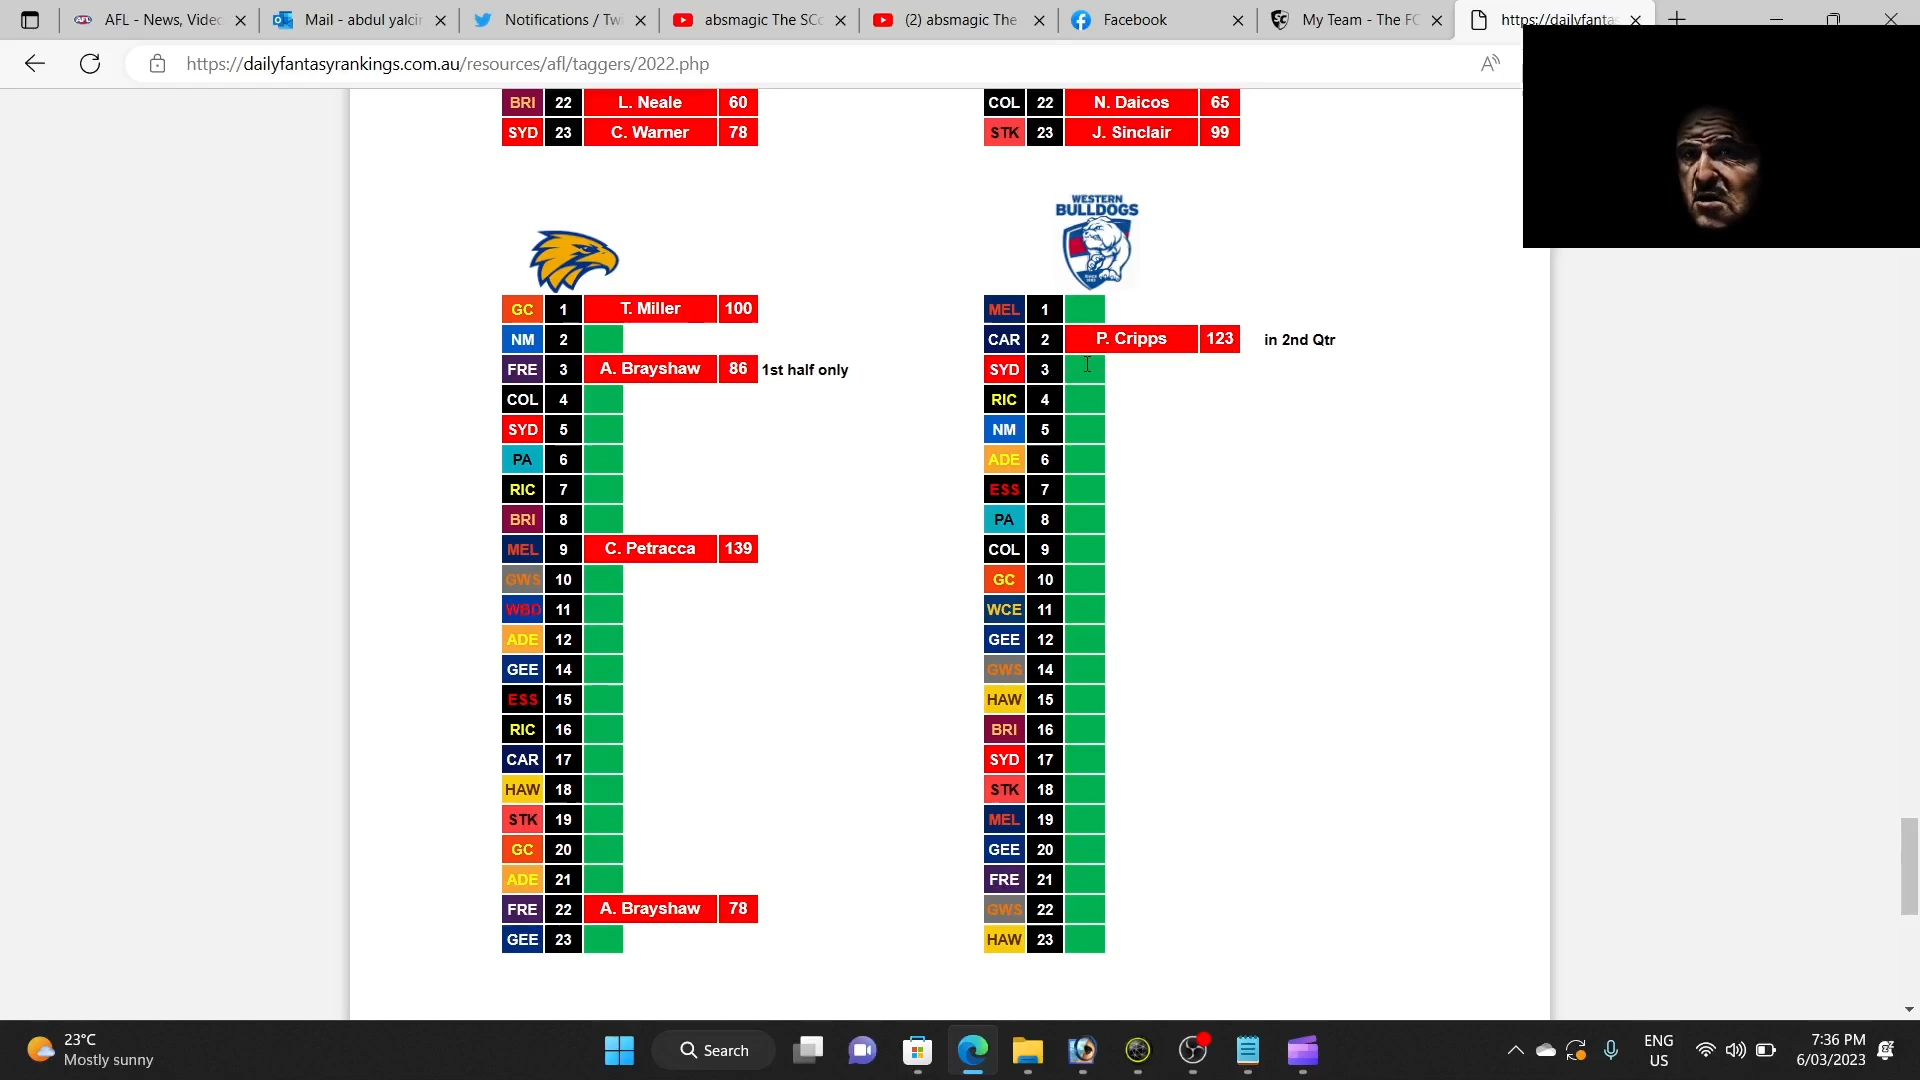 AFL - News, Videc
Mail - abdul yalcir
Notifications / Twi
absmagic The SCo
(2) absmagic The
Facebook
My Team - The FC
https://dailyfanta
https://dailyfantasyrankings.com.au/resources/afl/taggers/2022.php
BRI 22 L. Neale 60
SYD 23 C. Warner 78
COL 22 N. Daicos 65
STK 23 J. Sinclair 99
GC 1 T. Miller 100
NM 2
FRE 3 A. Brayshaw 86 1st half only
COL 4
SYD 5
PA 6
RIC 7
BRI 8
MEL 9 C. Petracca 139
GWS 10
WBD 11
ADE 12
GEE 14
ESS 15
RIC 16
CAR 17
HAW 18
STK 19
GC 20
ADE 21
FRE 22 A. Brayshaw 78
GEE 23
WESTERN
BULLDOGS
MEL 1
CAR 2 P. Cripps 123 in 2nd Qtr
SYD 3
RIC 4
NM 5
ADE 6
ESS 7
PA 8
COL 9
GC 10
WCE 11
GEE 12
GWS 14
HAW 15
BRI 16
SYD 17
STK 18
MEL 19
GEE 20
FRE 21
GWS 22
HAW 23
23°C
Mostly sunny
Search
ENG
US
7:36 PM
6/03/2023